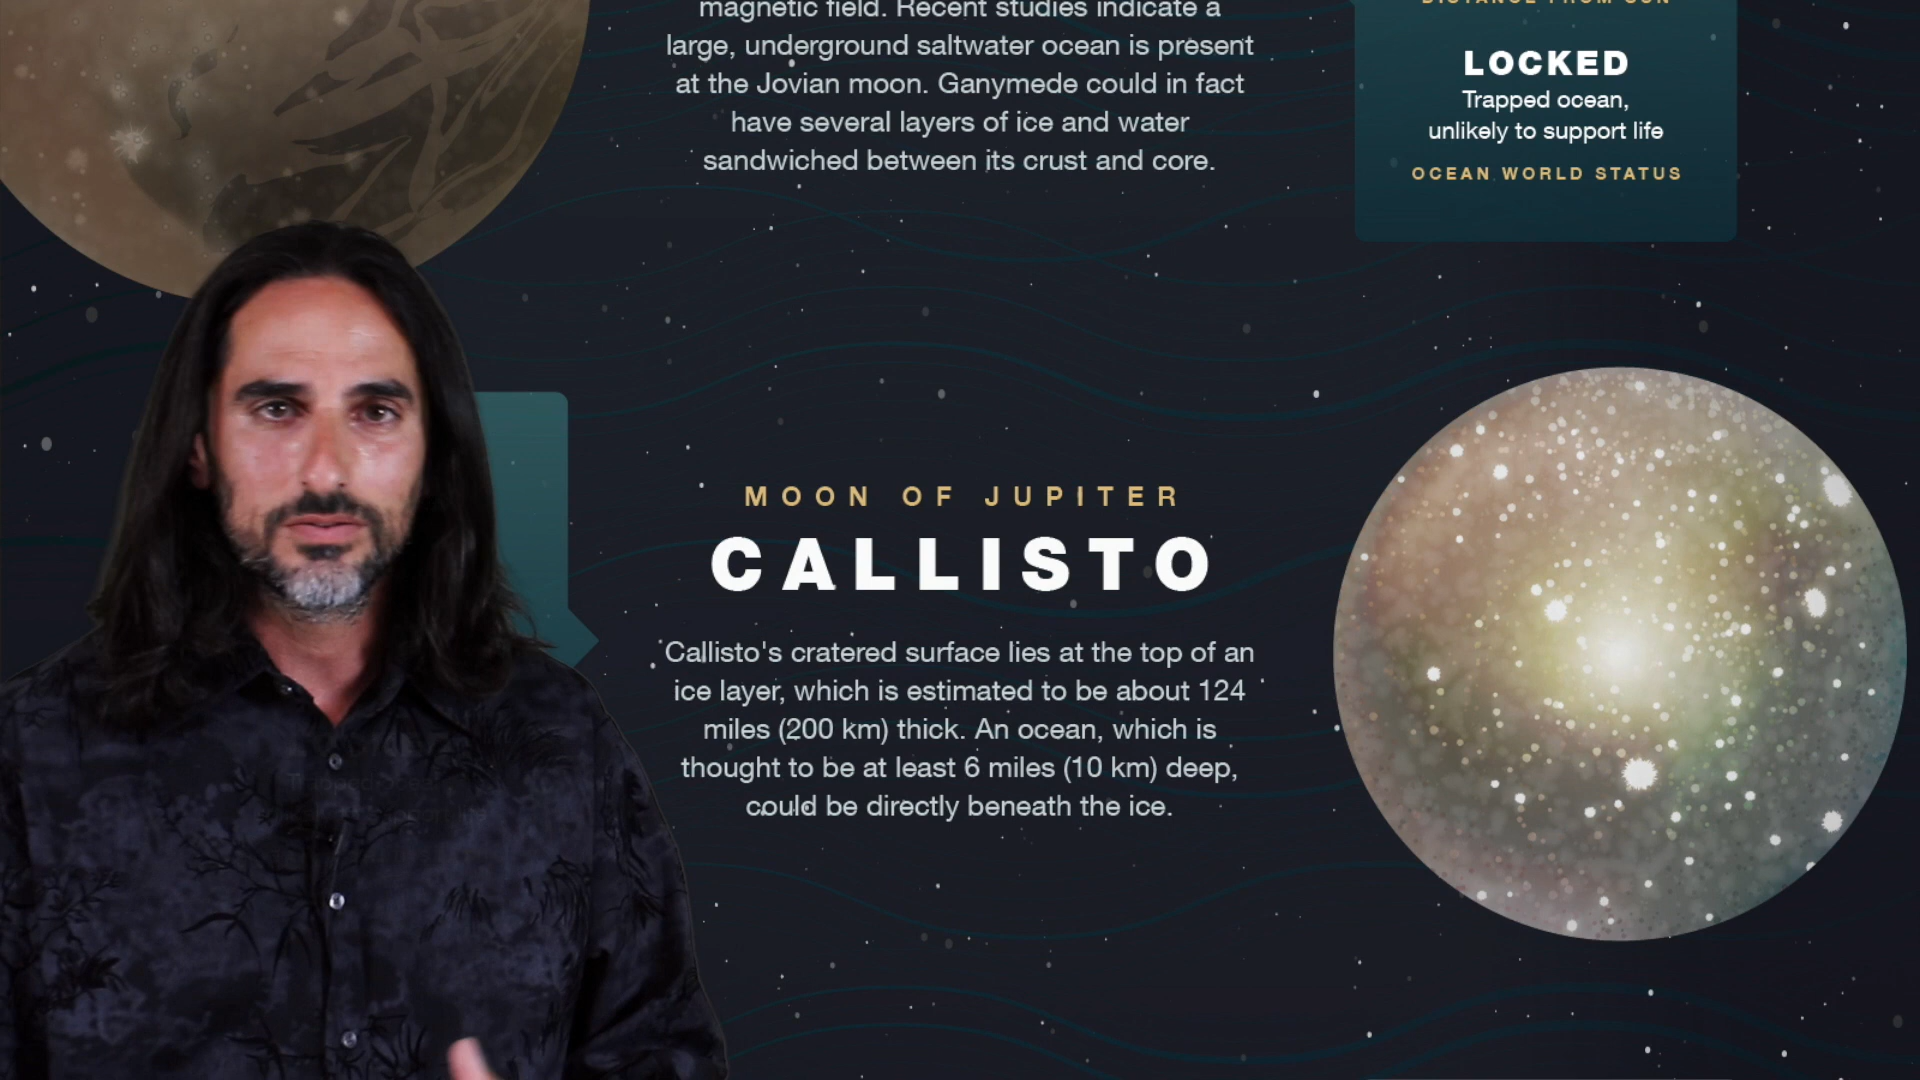 magnetic field. Recent studies indicate a
large, underground saltwater ocean is present
at the Jovian moon. Ganymede could in fact
have several layers of ice and water
sandwiched between its crust and core.
DISTANCE FROM SUN
LOCKED
Trapped ocean,
unlikely to support life
OCEAN WORLD STATUS
MOON OF JUPITER
CALLISTO
Callisto's cratered surface lies at the top of an
ice layer, which is estimated to be about 124
miles (200 km) thick. An ocean, which is
thought to be at least 6 miles (10 km) deep,
could be directly beneath the ice.